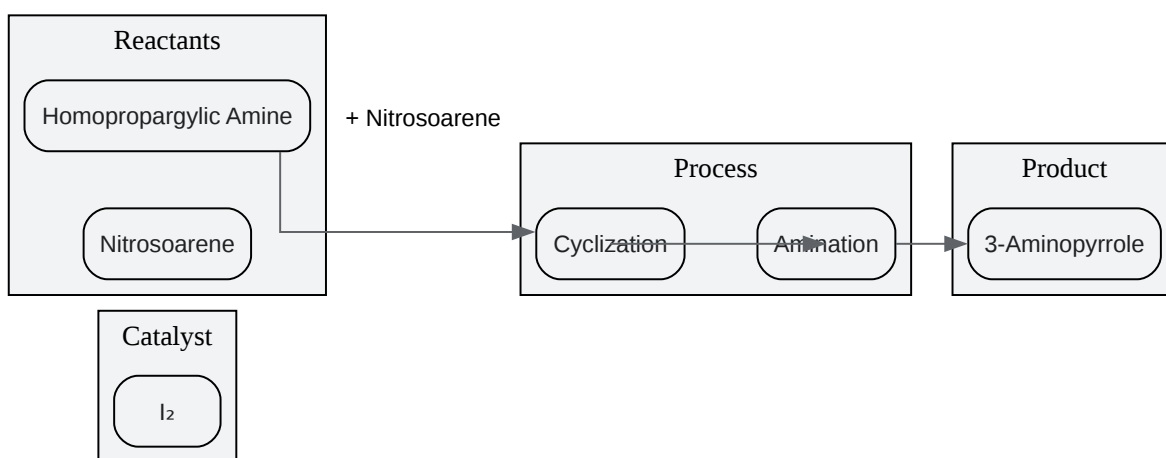 Reactants
Homopropargylic Amine
+ Nitrosoarene
Nitrosoarene
Process
Cyclization
Amination
Product
3-Aminopyrrole
Catalyst
I₂